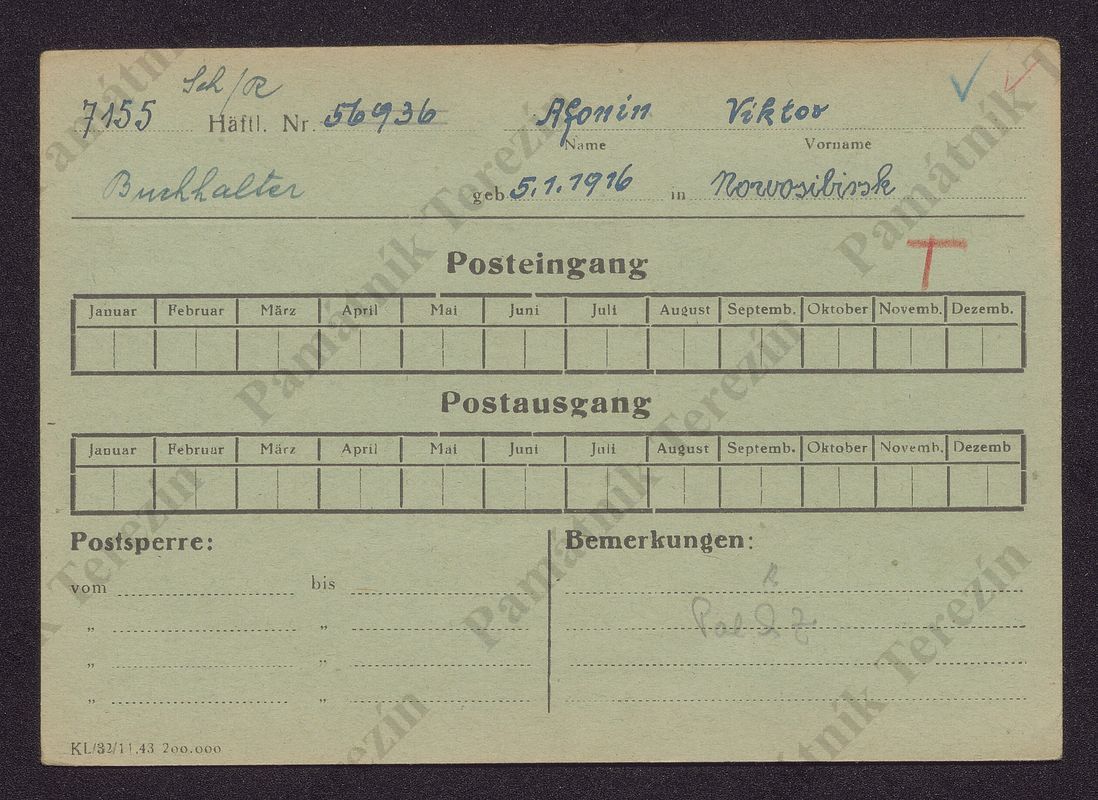 Sch/R
7155 Häftl. Nr. 56936 Afonin Viktor
Name Vorname
Buchhalter geb. 5.1.1916 in Nowosibirsk
T
Posteingang
Januar Februar März April Mai Juni Juli August Septemb. Oktober Novemb. Dezemb.
Postausgang
Januar Februar März April Mai Juni Juli August Septemb. Oktober Novemb. Dezemb
Postsperre: Bemerkungen:
vom bis
„ „
„ „
„ „
KL/32/11.43 200.000
Památník Terezín